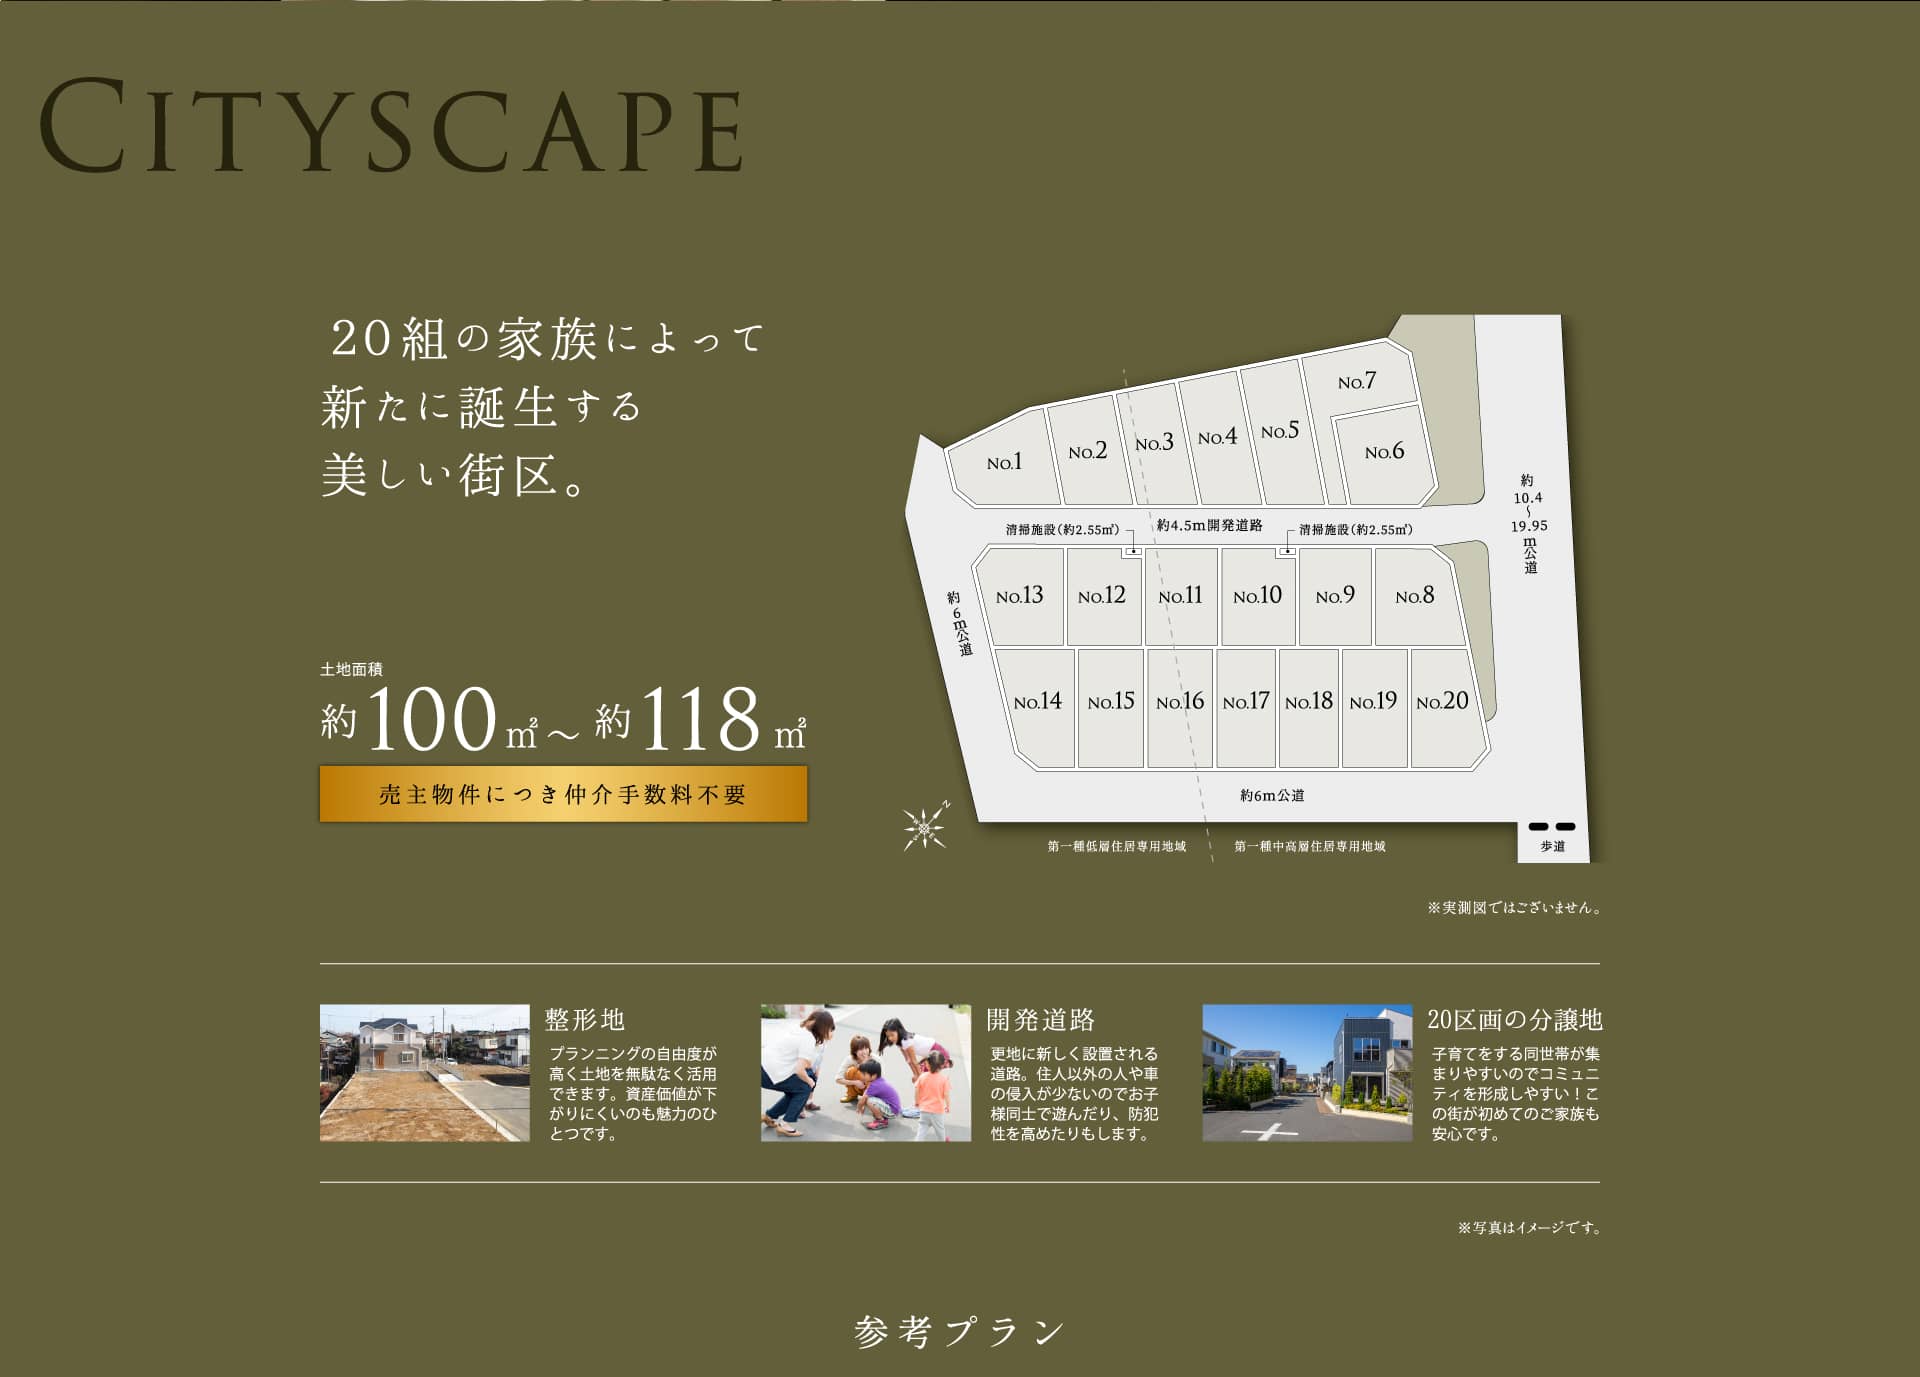 CITYSCAPE
20組の家族によって
新たに誕生する
美しい街区。
土地面積
約100㎡～約118㎡
売主物件につき仲介手数料不要
No.1
No.2
No.3
No.4
No.5
No.7
No.6
清掃施設(約2.55㎡)
約4.5m開発道路
清掃施設(約2.55㎡)
約10.4～19.95m公道
約6m公道
No.13
No.12
No.11
No.10
No.9
No.8
No.14
No.15
No.16
No.17
No.18
No.19
No.20
約6m公道
N
第一種低層住居専用地域
第一種中高層住居専用地域
歩道
※実測図ではございません。
整形地
プランニングの自由度が
高く土地を無駄なく活用
できます。資産価値が下
がりにくいのも魅力のひ
とつです。
開発道路
更地に新しく設置される
道路。住人以外の人や車
の侵入が少ないのでお子
様同士で遊んだり、防犯
性を高めたりもします。
20区画の分譲地
子育てをする同世帯が集
まりやすいのでコミュニ
ティを形成しやすい！こ
の街が初めてのご家族も
安心です。
※写真はイメージです。
参考プラン